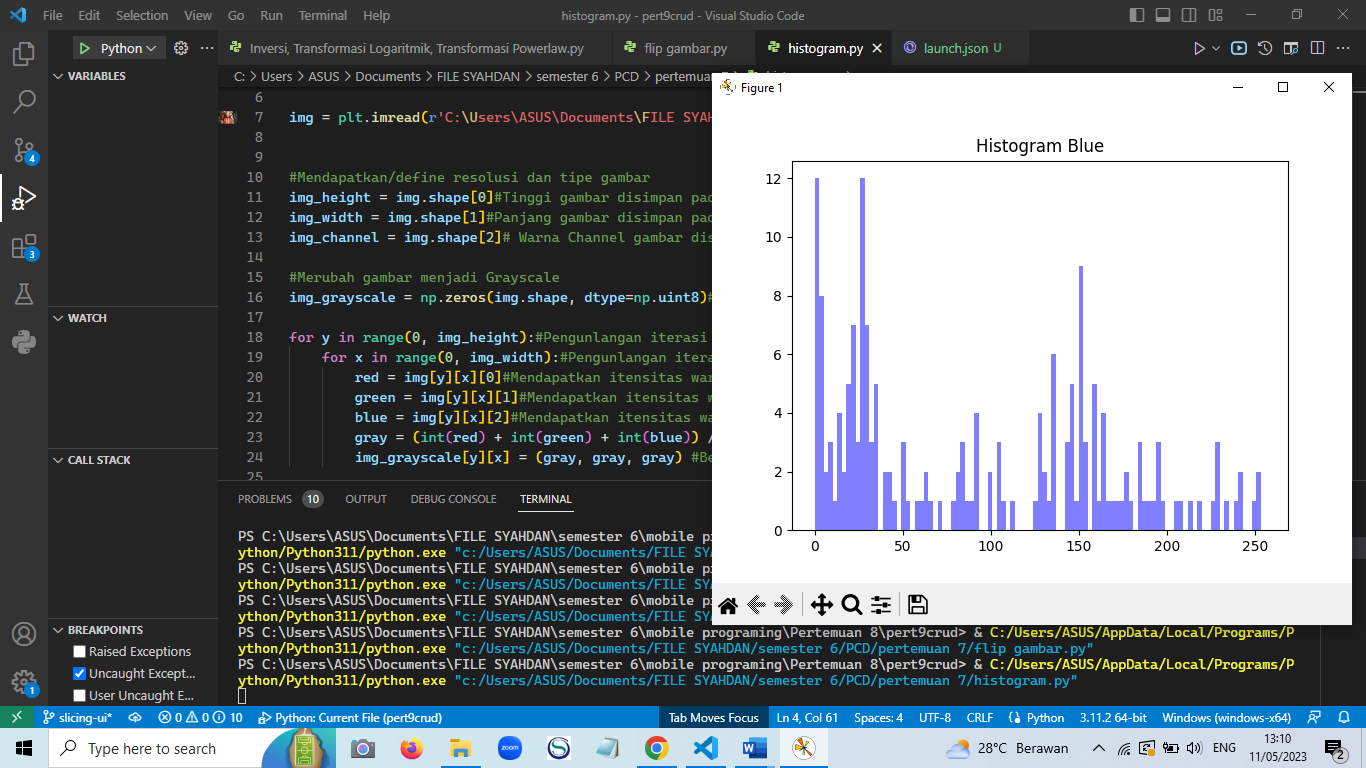 File Edit Selection View Go Run Terminal Help histogram.py - pert9crud - Visual Studio Code
Python
Inversi, Transformasi Logaritmik, Transformasi Powerlaw.py flip gambar.py histogram.py launch.json U
VARIABLES
C: > Users > ASUS > Documents > FILE SYAHDAN > semester 6 > PCD >
6
7 img = plt.imread(r'C:\Users\ASUS\Documents\FILE
8
9
10 #Mendapatkan/define resolusi dan tipe gambar
11 img_height = img.shape[0]#Tinggi gambar disimpan
12 img_width = img.shape[1]#Panjang gambar disimpan
13 img_channel = img.shape[2]# Warna Channel gambar
14
15 #Merubah gambar menjadi Grayscale
16 img_grayscale = np.zeros(img.shape, dtype=np.uint8)#
17
18 for y in range(0, img_height):#Pengunlangan iterasi
19 for x in range(0, img_width):#Pengunlangan
20 red = img[y][x][0]#Mendapatkan itensitas
21 green = img[y][x][1]#Mendapatkan itensitas
22 blue = img[y][x][2]#Mendapatkan itensitas
23 gray = (int(red) + int(green) + int(blue)) /
24 img_grayscale[y][x] = (gray, gray, gray)
25
WATCH
CALL STACK
BREAKPOINTS
Raised Exceptions
Uncaught Except...
User Uncaught E...
4
3
1
Figure 1
Histogram Blue
12
10
8
6
4
2
0
0 50 100 150 200 250
PROBLEMS 10 OUTPUT DEBUG CONSOLE TERMINAL
PS C:\Users\ASUS\Documents\FILE SYAHDAN\semester 6\mobile
ython/Python311/python.exe "c:/Users/ASUS/Documents/FILE
PS C:\Users\ASUS\Documents\FILE SYAHDAN\semester 6\mobile
ython/Python311/python.exe "c:/Users/ASUS/Documents/FILE
PS C:\Users\ASUS\Documents\FILE SYAHDAN\semester 6\mobile
ython/Python311/python.exe "c:/Users/ASUS/Documents/FILE
PS C:\Users\ASUS\Documents\FILE SYAHDAN\semester 6\mobile programing\Pertemuan 8\pert9crud> & C:/Users/ASUS/AppData/Local/Programs/P
ython/Python311/python.exe "c:/Users/ASUS/Documents/FILE SYAHDAN/semester 6/PCD/pertemuan 7/flip gambar.py"
PS C:\Users\ASUS\Documents\FILE SYAHDAN\semester 6\mobile programing\Pertemuan 8\pert9crud> & C:/Users/ASUS/AppData/Local/Programs/P
ython/Python311/python.exe "c:/Users/ASUS/Documents/FILE SYAHDAN/semester 6/PCD/pertemuan 7/histogram.py"
slicing-ui* 0 0 10 Python: Current File (pert9crud) Tab Moves Focus Ln 4, Col 61 Spaces: 4 UTF-8 CRLF Python 3.11.2 64-bit Windows (windows-x64)
Type here to search zoom 28°C Berawan ENG 13:10
11/05/2023 2